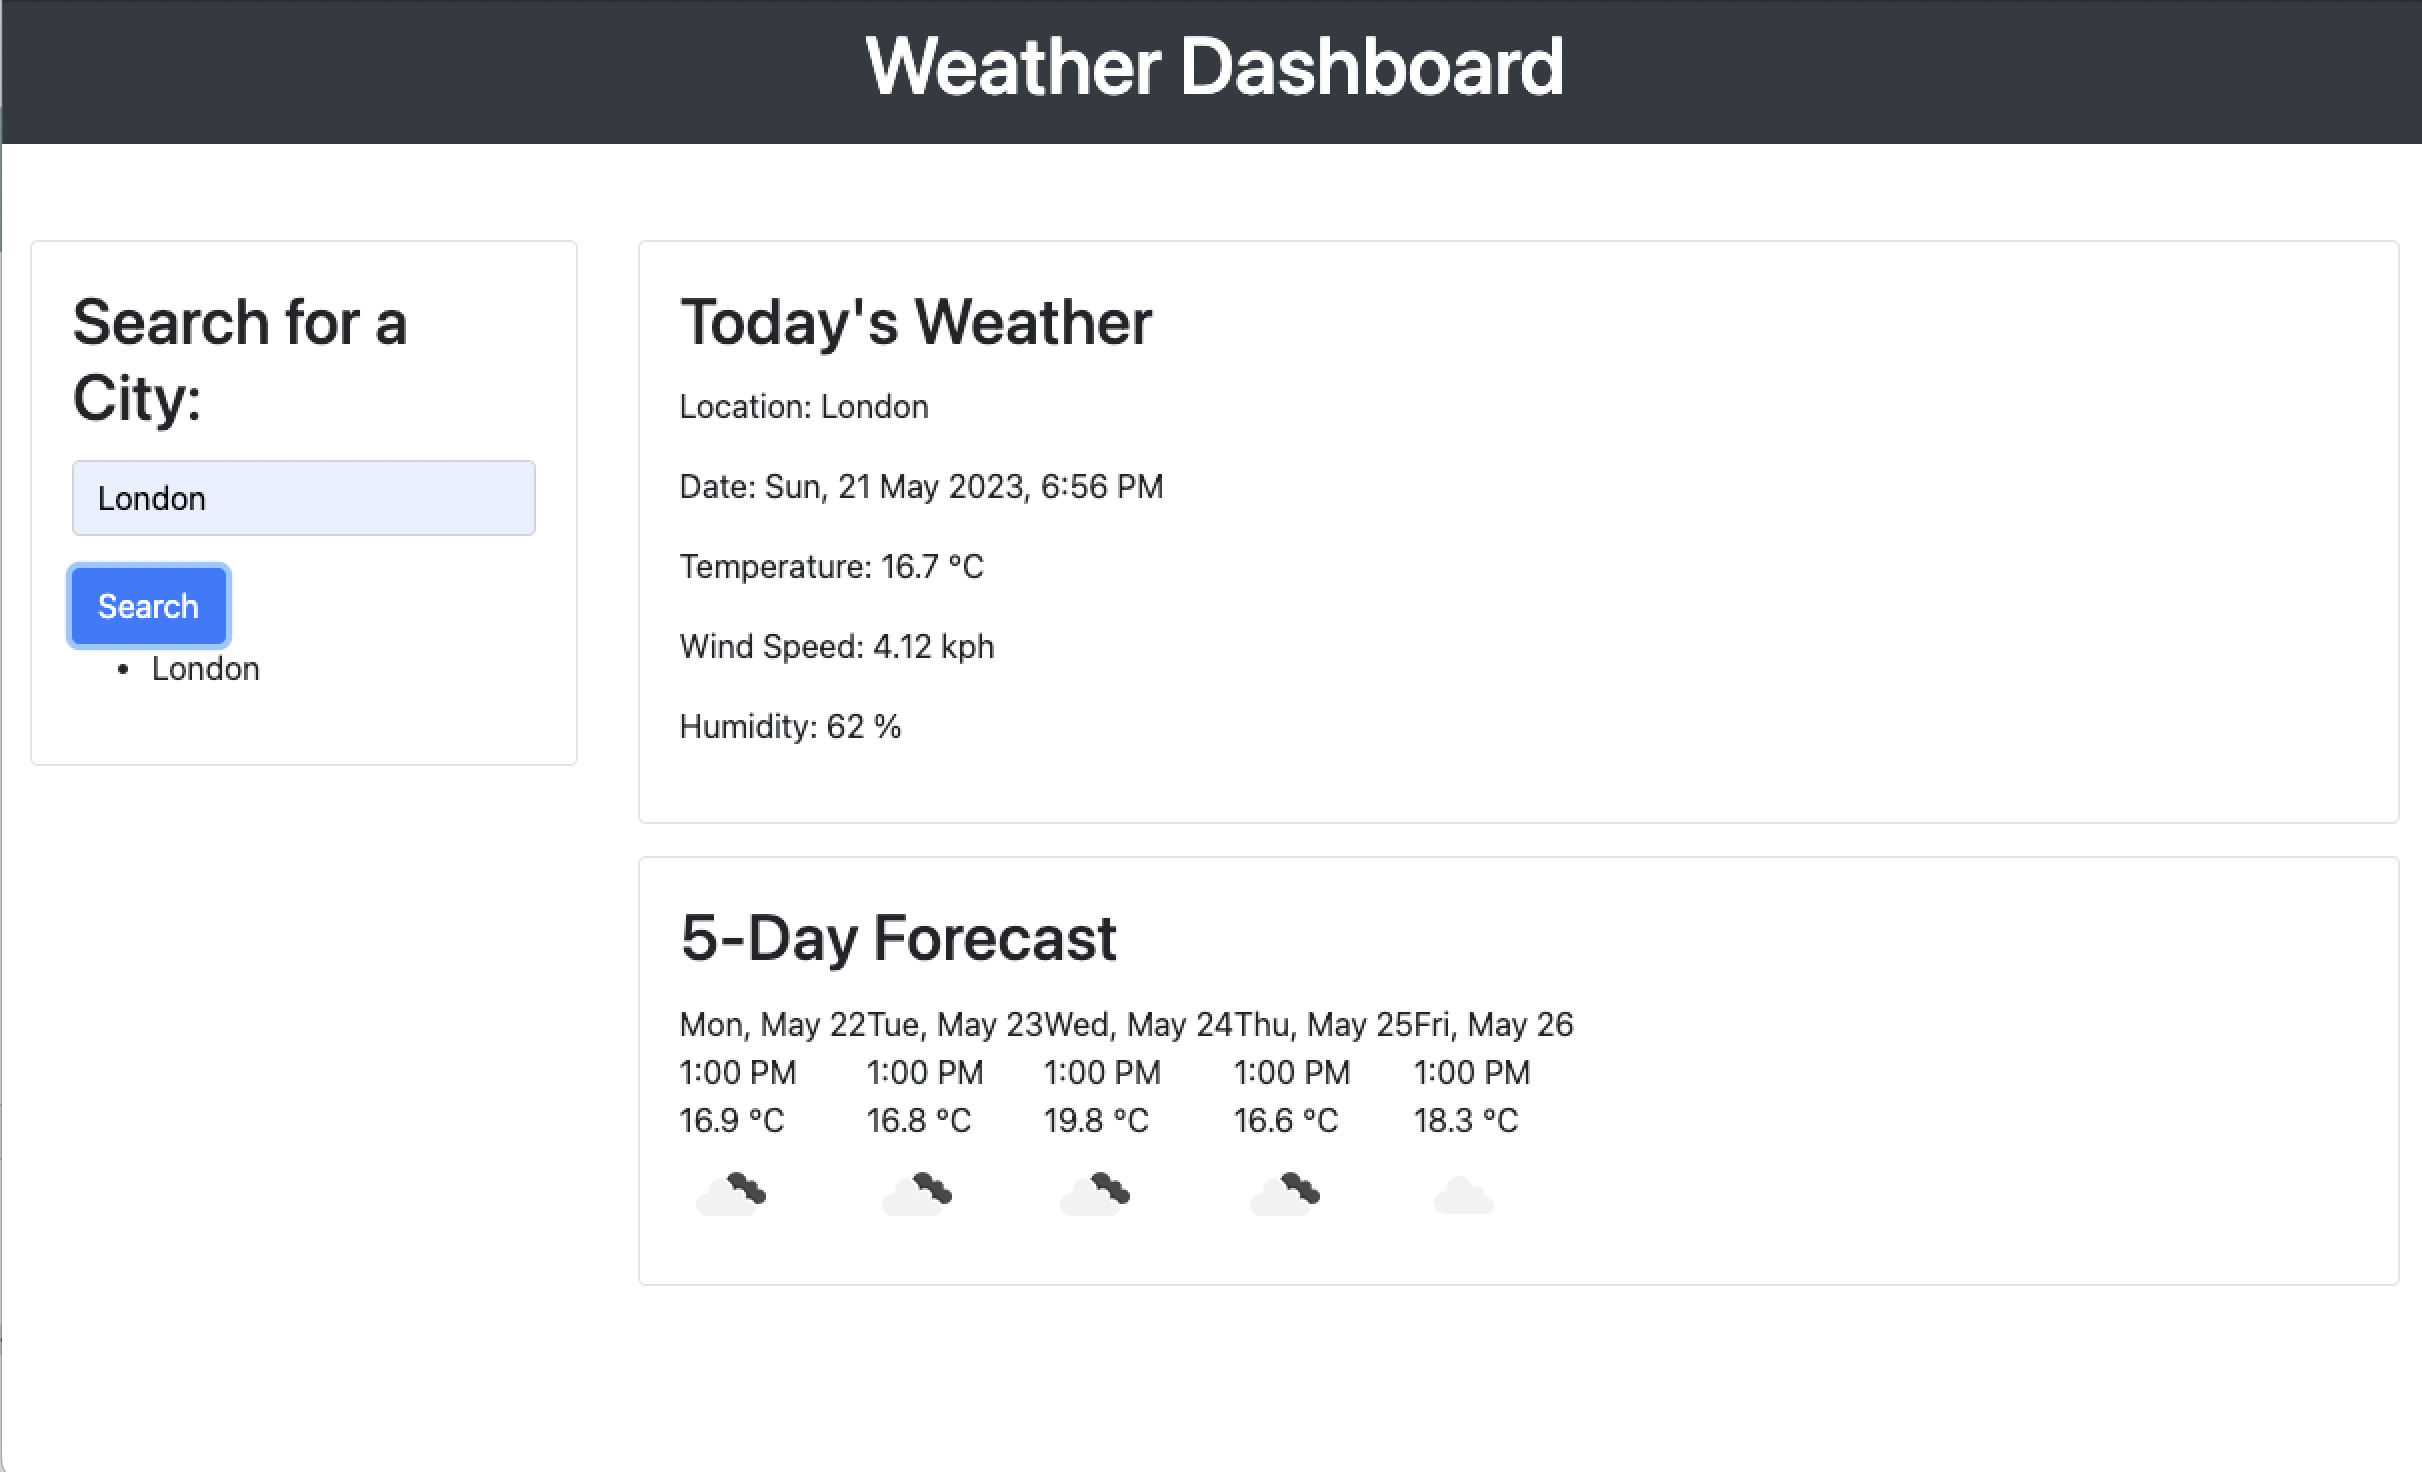 Weather Dashboard
Search for a
City:
London
Search
• London
Today's Weather
Location: London
Date: Sun, 21 May 2023, 6:56 PM
Temperature: 16.7 °C
Wind Speed: 4.12 kph
Humidity: 62 %
5-Day Forecast
Mon, May 22 Tue, May 23 Wed, May 24 Thu, May 25 Fri, May 26
1:00 PM 1:00 PM 1:00 PM 1:00 PM 1:00 PM
16.9 °C 16.8 °C 19.8 °C 16.6 °C 18.3 °C